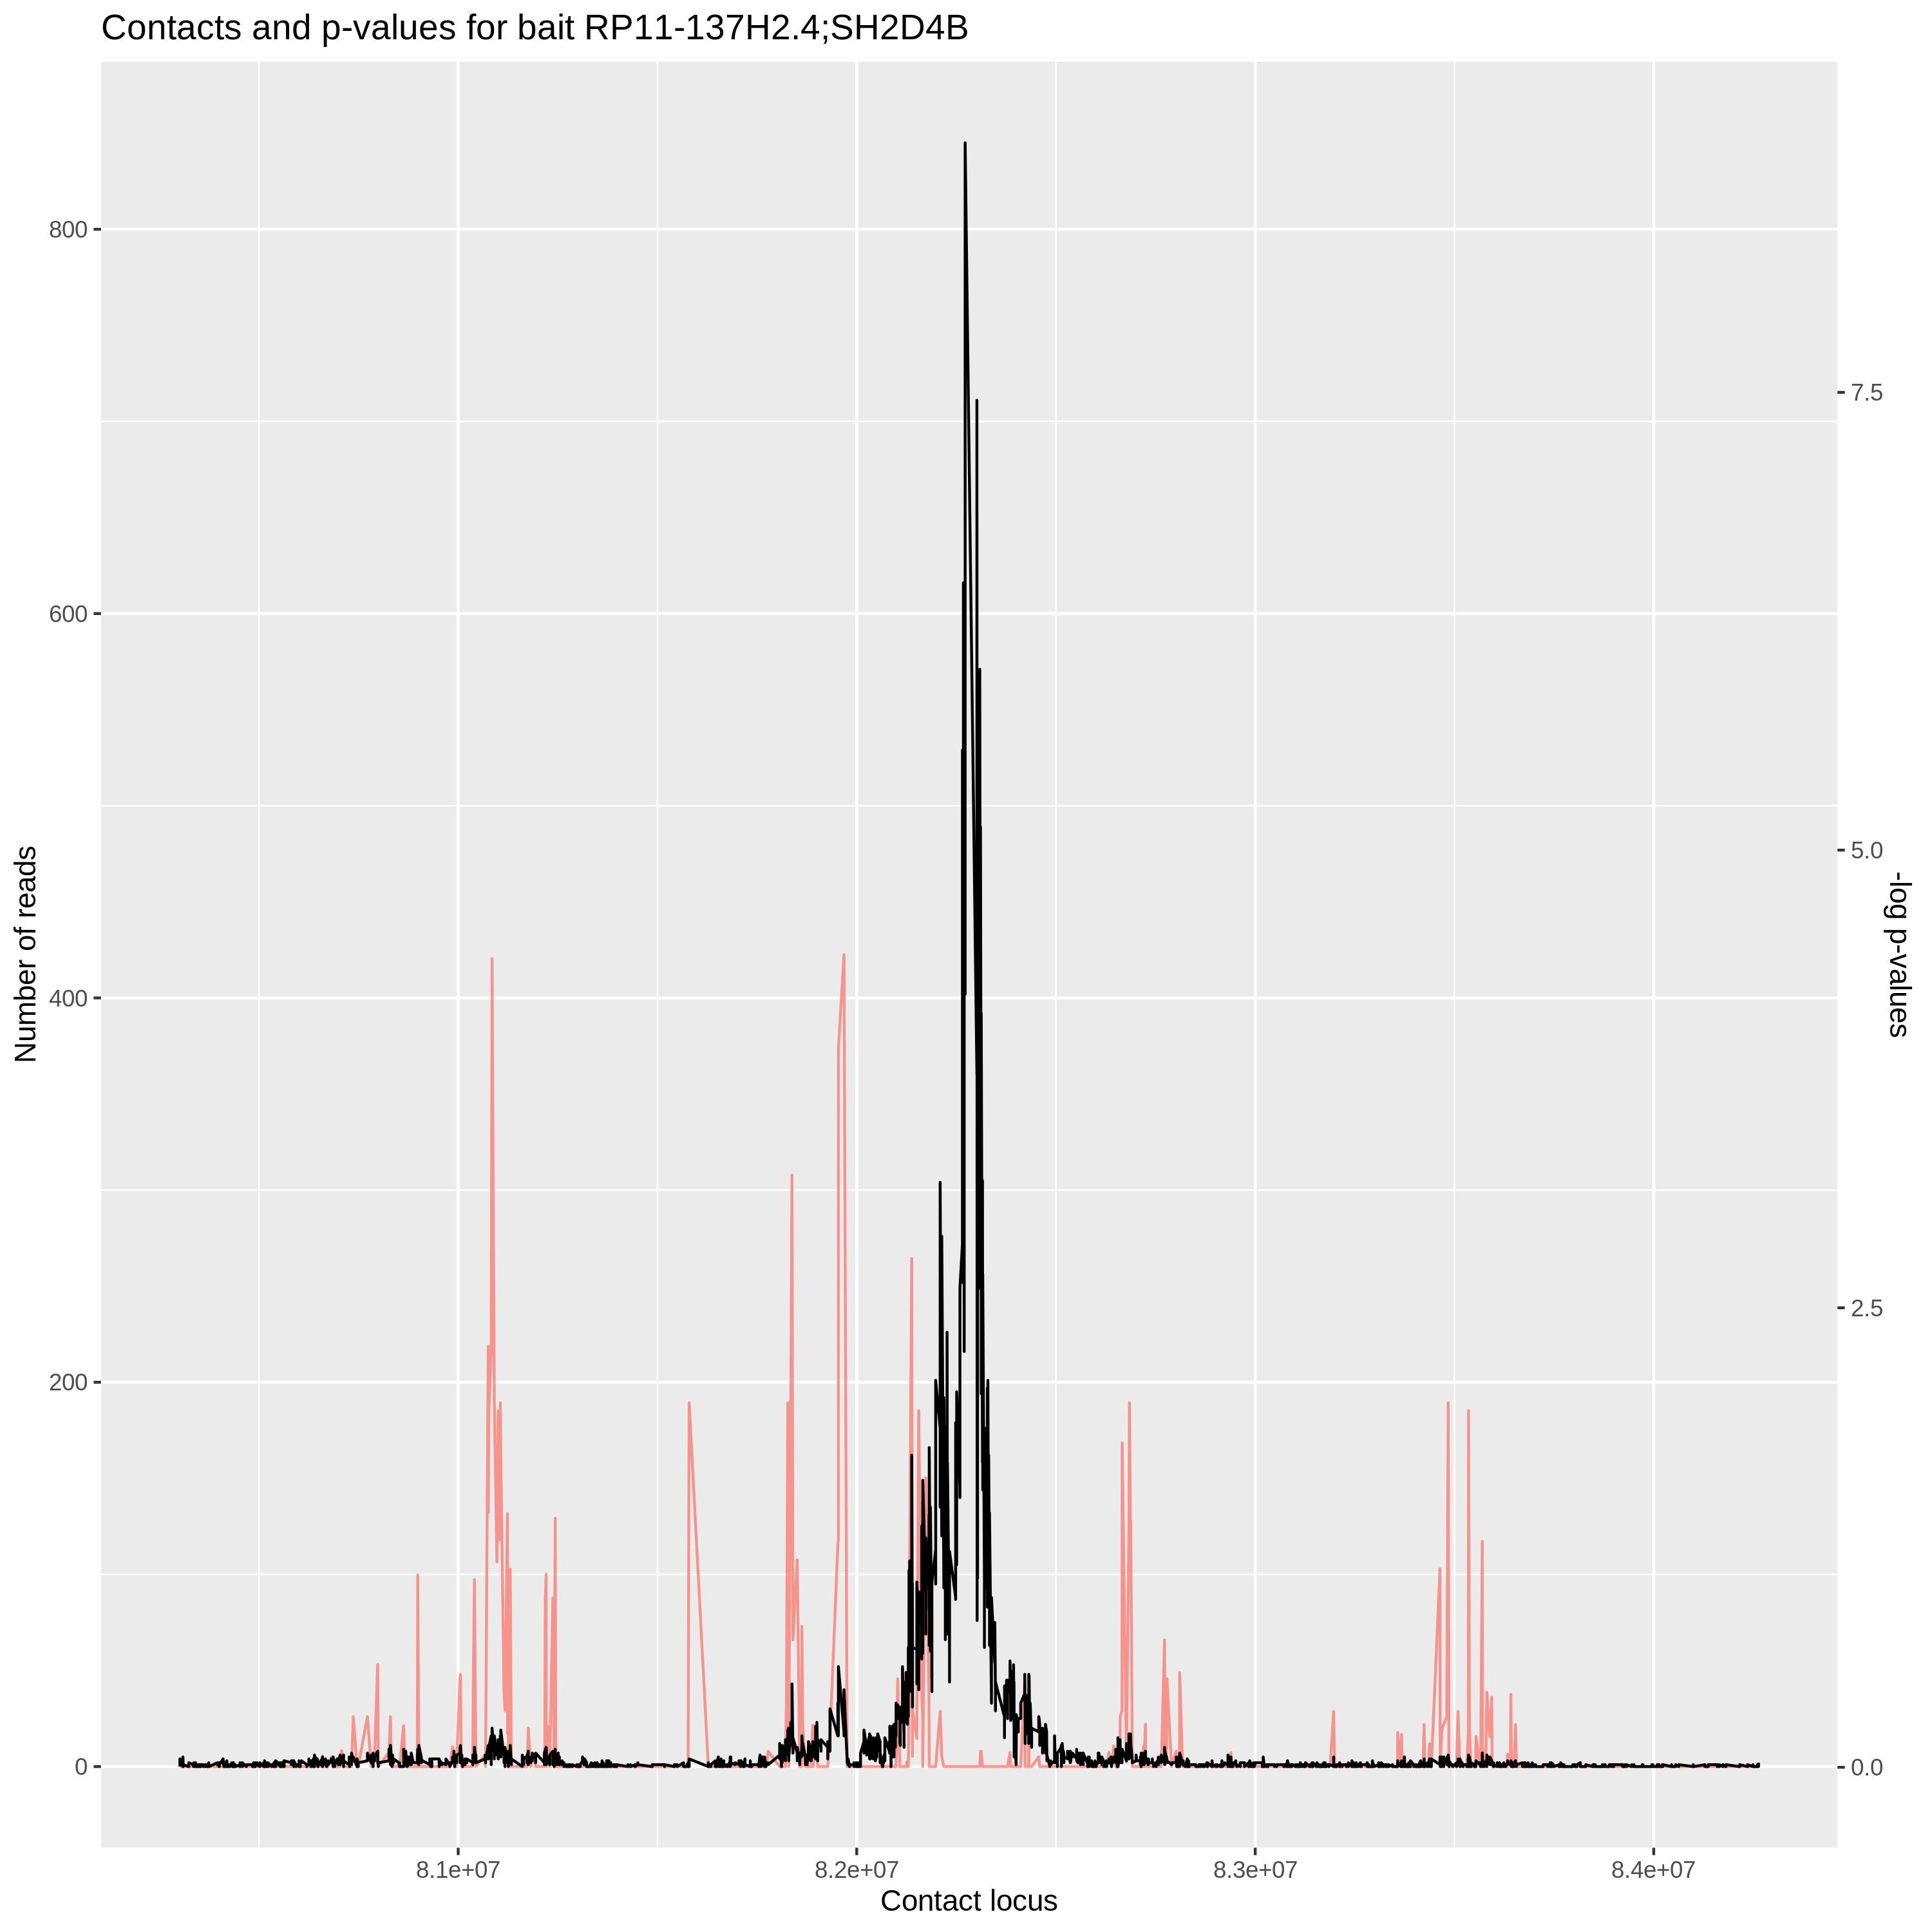 Contacts and p-values for bait RP11-137H2.4;SH2D4B
800
600
400
200
0
Number of reads
7.5
5.0
2.5
0.0
-log p-values
8.1e+07
8.2e+07
8.3e+07
8.4e+07
Contact locus